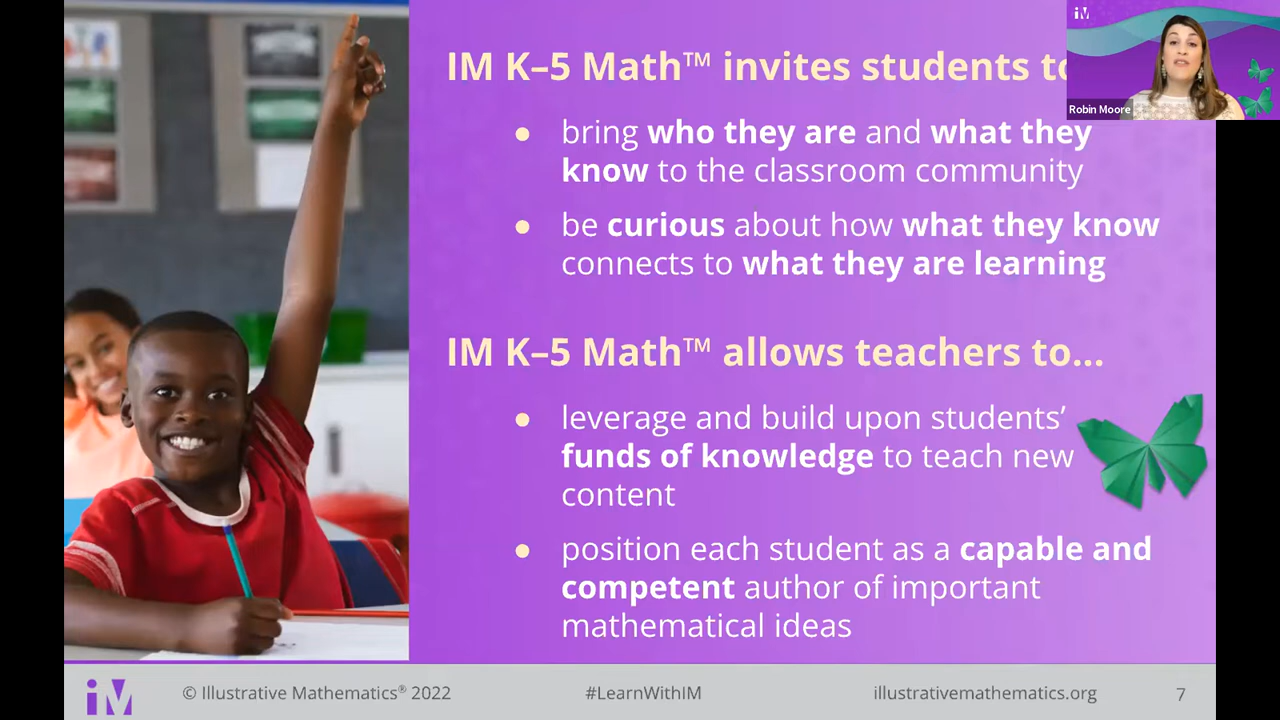 IM K–5 Math™ invites students to
bring who they are and what they
know to the classroom community
be curious about how what they know
connects to what they are learning
IM K–5 Math™ allows teachers to...
leverage and build upon students’
funds of knowledge to teach new
content
position each student as a capable and
competent author of important
mathematical ideas
iM
Robin Moore
iM
© Illustrative Mathematics® 2022
#LearnWithIM
illustrativemathematics.org
7